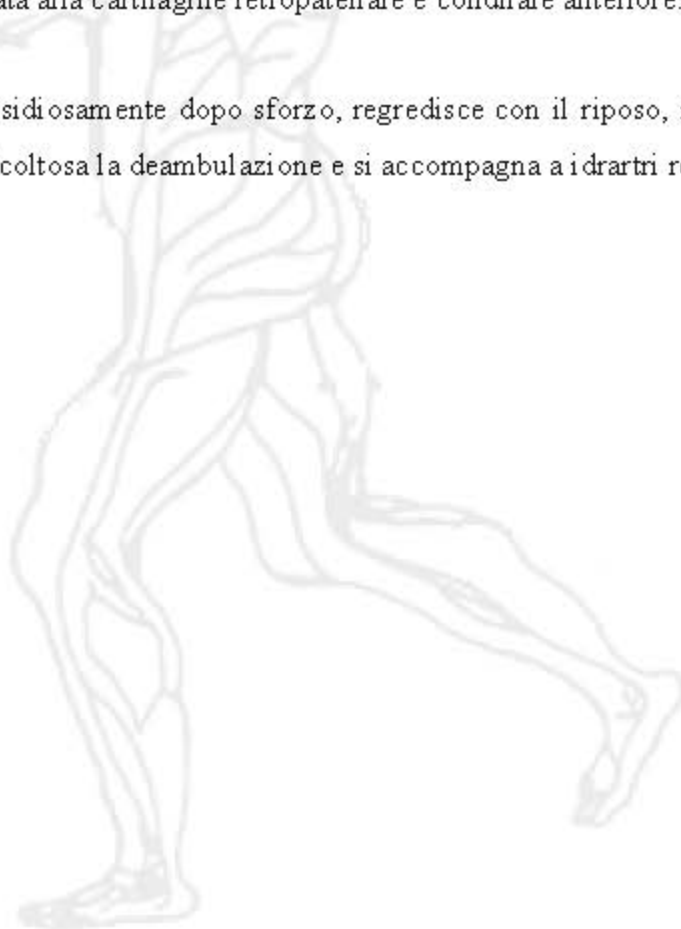 ata alla cartilagine retropatellare e condilare anteriore.
sidiosamente dopo sforzo, regredisce con il riposo,
coltosa la deambulazione e si accompagna a idrartri